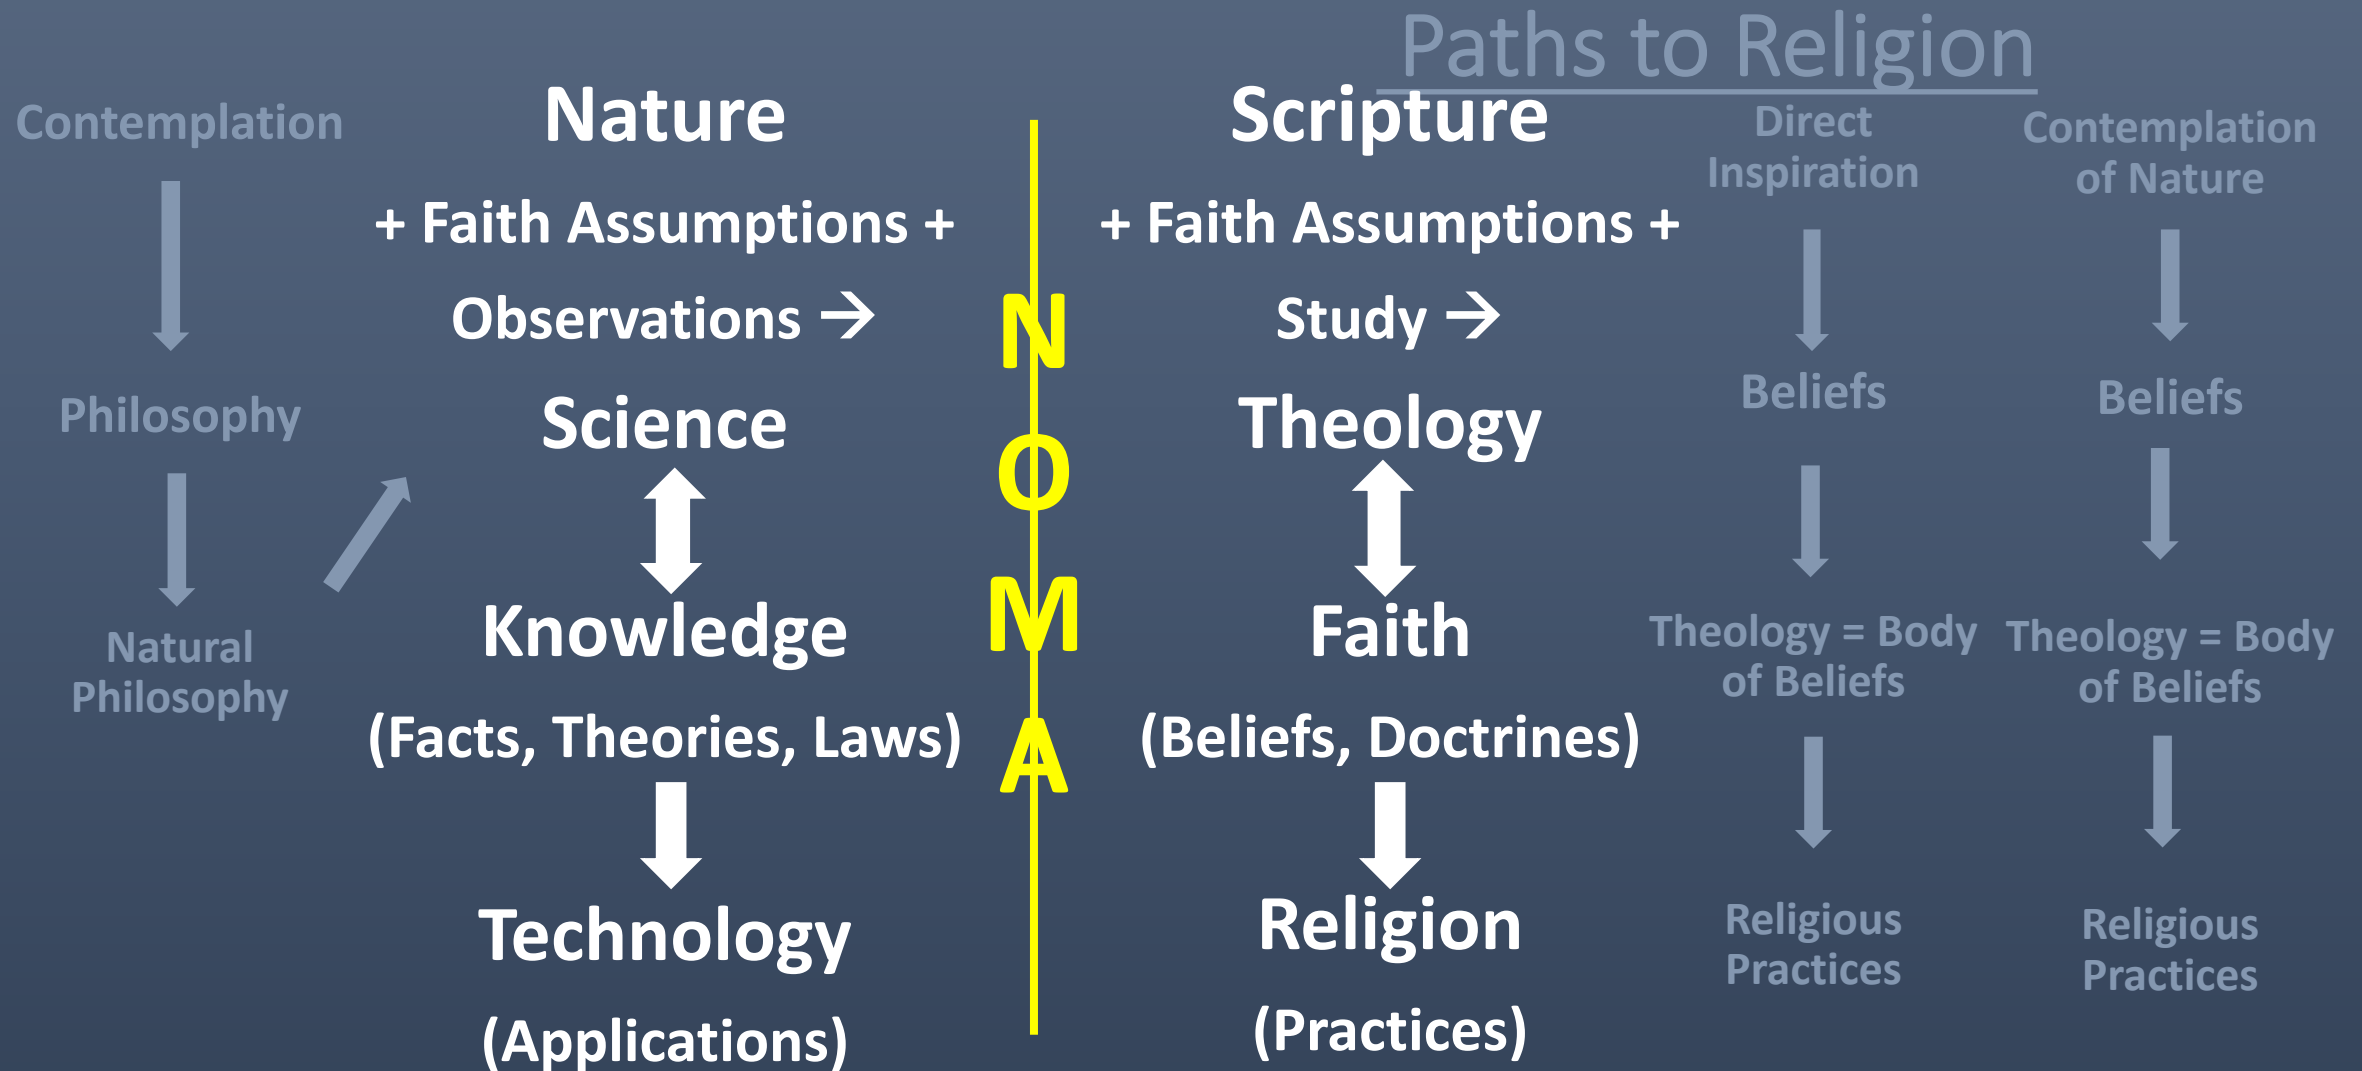 Paths to Religion
Contemplation
Philosophy
Natural
Philosophy
Nature
+ Faith Assumptions +
Observations →
Science
Knowledge
(Facts, Theories, Laws)
Technology
(Applications)
N
O
M
A
Scripture
+ Faith Assumptions +
Study →
Theology
Faith
(Beliefs, Doctrines)
Religion
(Practices)
Direct
Inspiration
Beliefs
Theology = Body
of Beliefs
Religious
Practices
Contemplation
of Nature
Beliefs
Theology = Body
of Beliefs
Religious
Practices